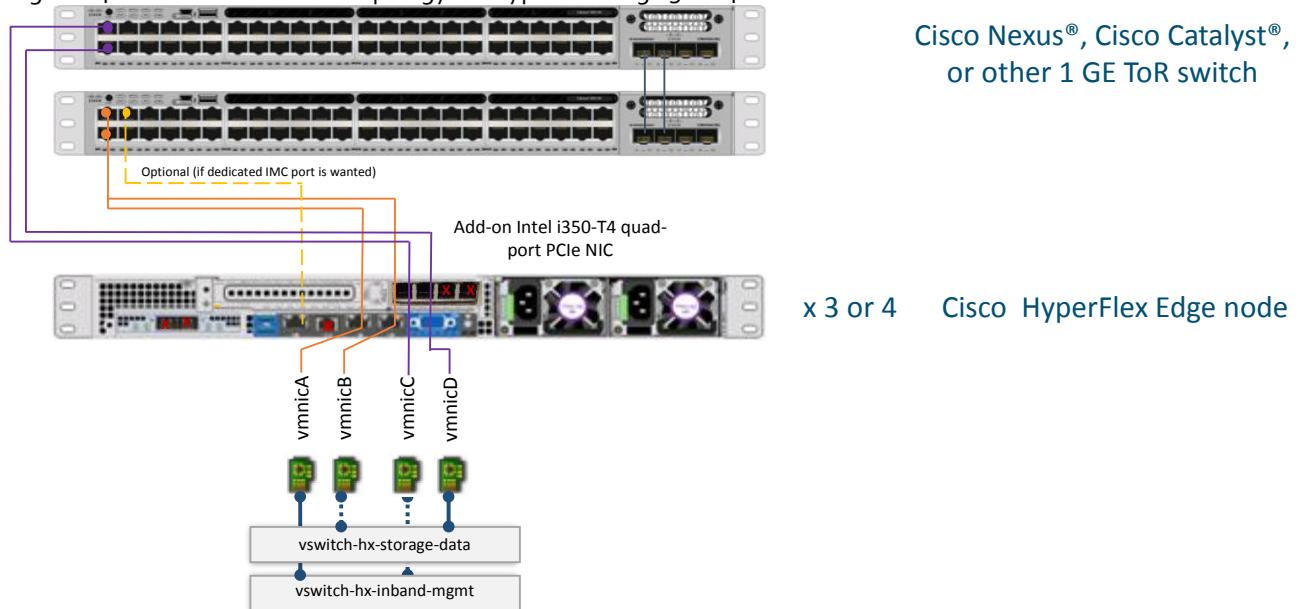 Cisco Nexus®, Cisco Catalyst®,
or other 1 GE ToR switch
Optional (if dedicated IMC port is wanted)
Add-on Intel i350-T4 quad-
port PCIe NIC
x 3 or 4 Cisco HyperFlex Edge node
vmnicA
vmnicB
vmnicC
vmnicD
vswitch-hx-storage-data
vswitch-hx-inband-mgmt